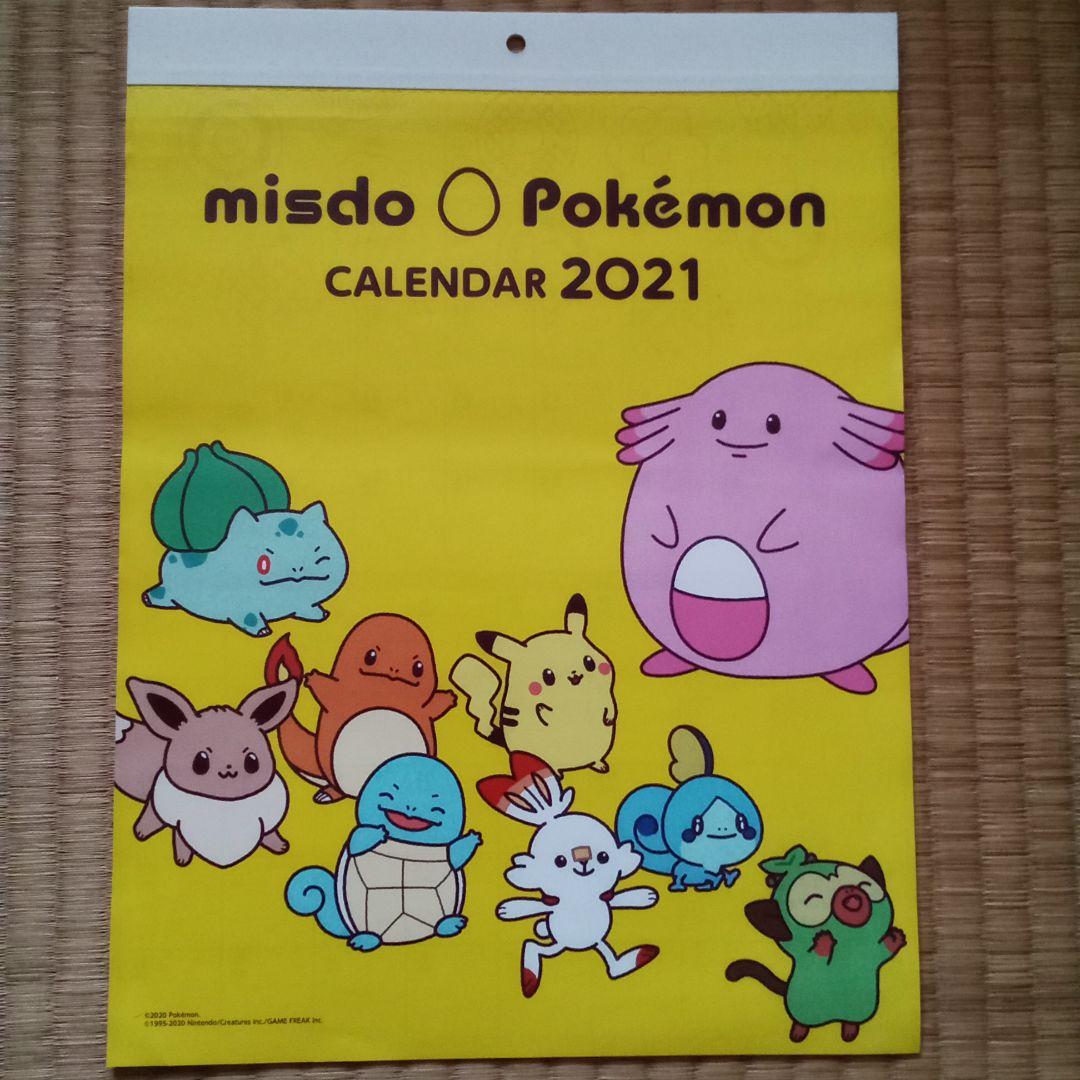 misdo Pokémon
CALENDAR 2021
©2020 Pokémon.
©1995-2020 Nintendo/Creatures Inc./GAME FREAK inc.